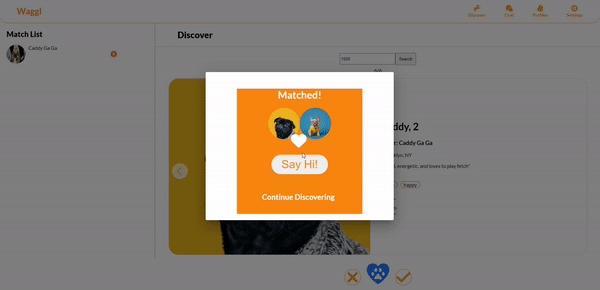 Waggl
Discover
Chat
Profiles
Settings
Match List
Caddy Ga Ga
Discover
Search
Matched!
Say Hi!
Continue Discovering
ddy, 2
t: Caddy Ga Ga
klyn, NY
, energetic, and loves to play fetch"
happy